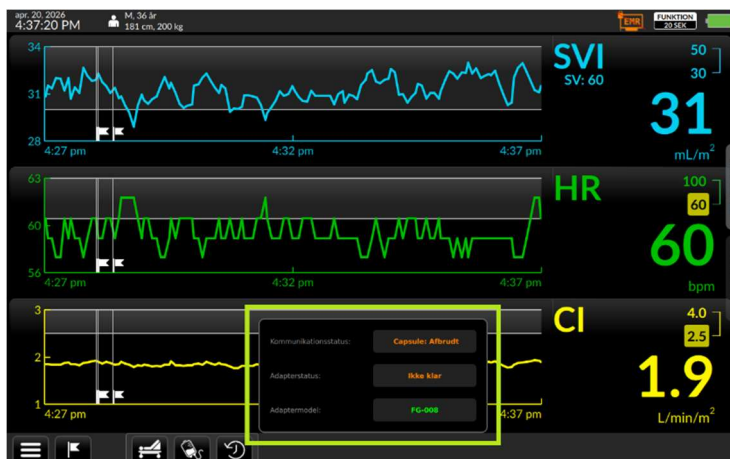 apr. 20. 2026
4:37:20 PM
M, 36 år
181 cm, 200 kg
EMR
FUNKTION
20 SEK
34
31
28
4:27 pm
4:32 pm
4:37 pm
SVI
SV: 60
50
30
31
mL/m²
63
60
56
4:27 pm
4:32 pm
4:37 pm
HR
100
60
60
bpm
3
2
1
4:27 pm
4:37 pm
CI
4.0
2.5
1.9
L/min/m²
Kommunikationsstatus: Capsule: Afbrudt
Adapterstatus: Ikke klar
Adaptermodel: FG-008